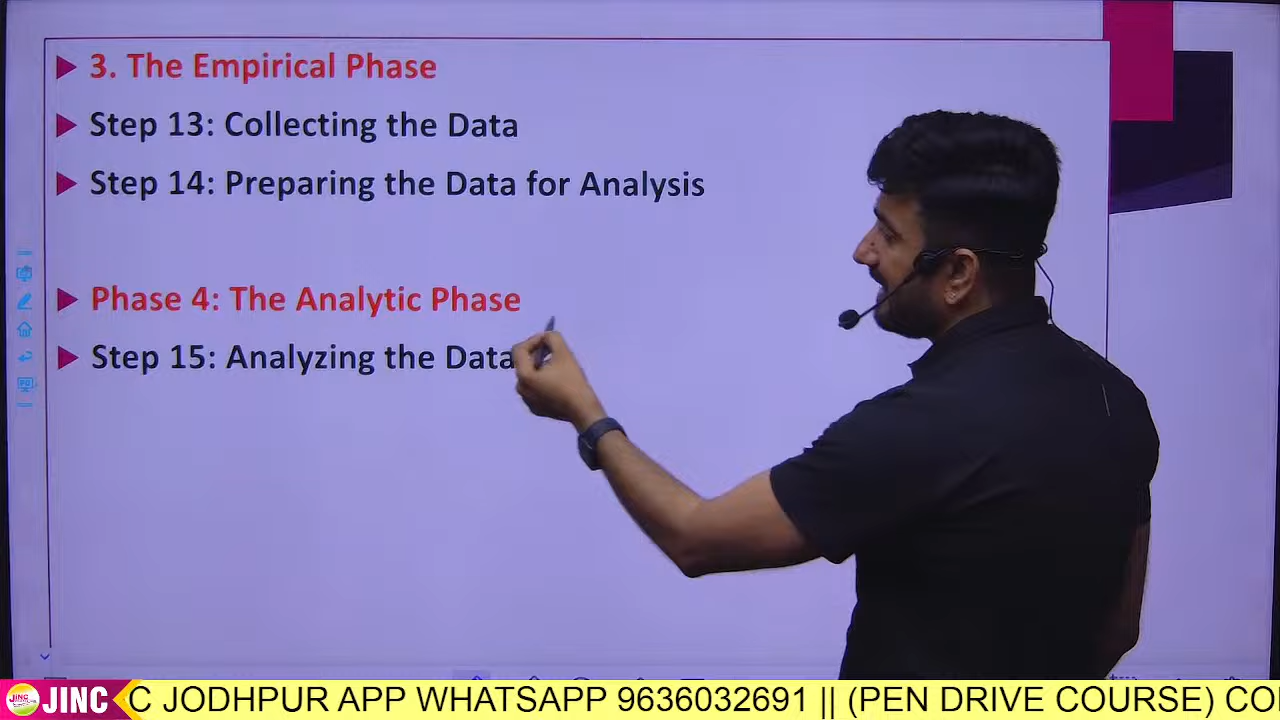 3. The Empirical Phase
Step 13: Collecting the Data
Step 14: Preparing the Data for Analysis
Phase 4: The Analytic Phase
Step 15: Analyzing the Data
JINC
C JODHPUR APP WHATSAPP 9636032691 || (PEN DRIVE COURSE) CO